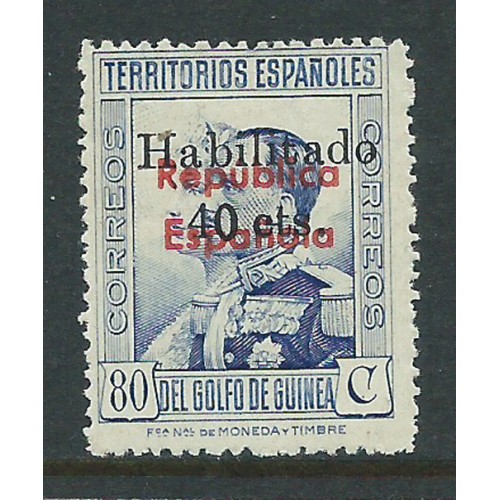 TERRITORIOS ESPAÑOLES
CORREOS
CORREOS
Habilitado
Republica
40 cts.
Española
80 DEL GOLFO DE GUINEA C
FCA NAL DE MONEDA Y TIMBRE